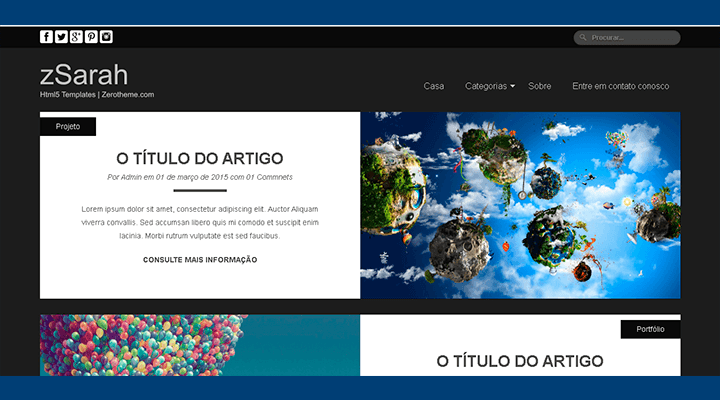 Procurar...
zSarah
Html5 Templates | Zerotheme.com
Casa Categorias Sobre Entre em contato conosco
Projeto
O TÍTULO DO ARTIGO
Por Admin em 01 de março de 2015 com 01 Commnets
Lorem ipsum dolor sit amet, consectetur adipiscing elit. Auctor Aliquam
viverra convallis. Sed accumsan libero quis mi comodo et suscipit enim
lacinia. Morbi rutrum vulputate est sed faucibus.
CONSULTE MAIS INFORMAÇÃO
Portfólio
O TÍTULO DO ARTIGO